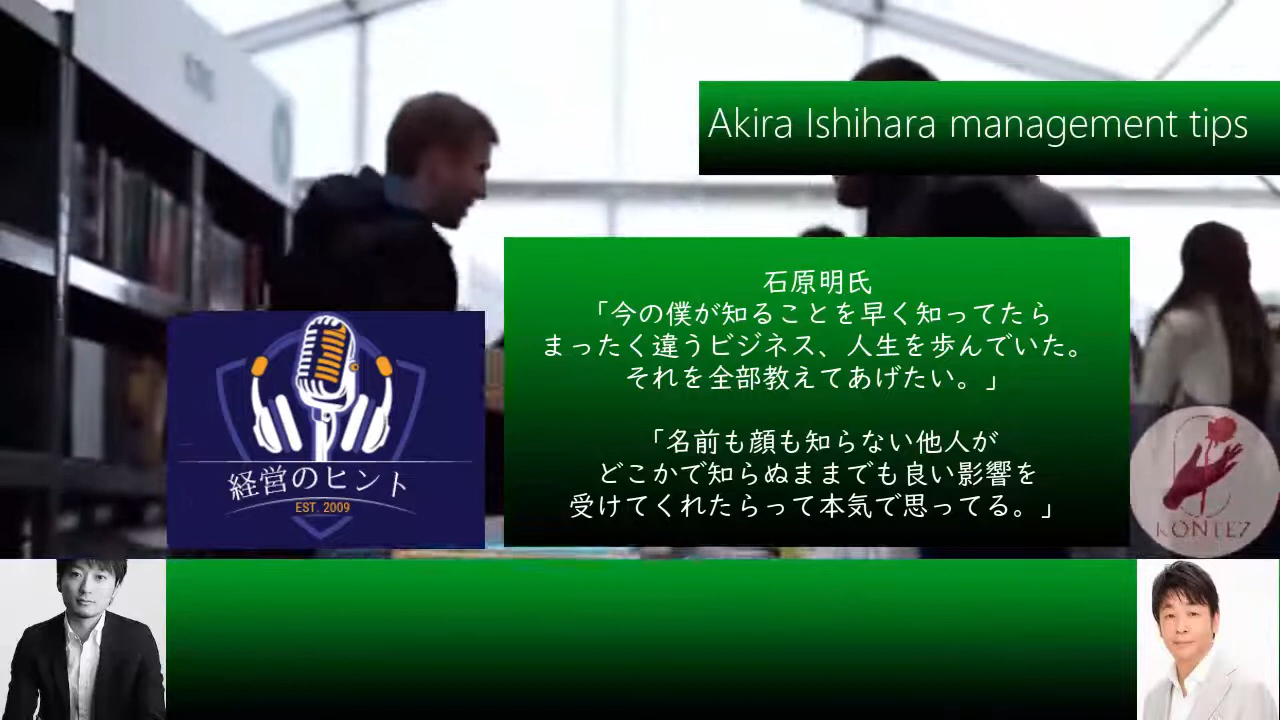 Akira Ishihara management tips
石原明氏
「今の僕が知ることを早く知ってたら
まったく違うビジネス、人生を歩んでいた。
それを全部教えてあげたい。」
「名前も顔も知らない他人が
どこかで知らぬままでも良い影響を
受けてくれたらって本気で思ってる。」
経営のヒント
EST. 2009
KONTE7